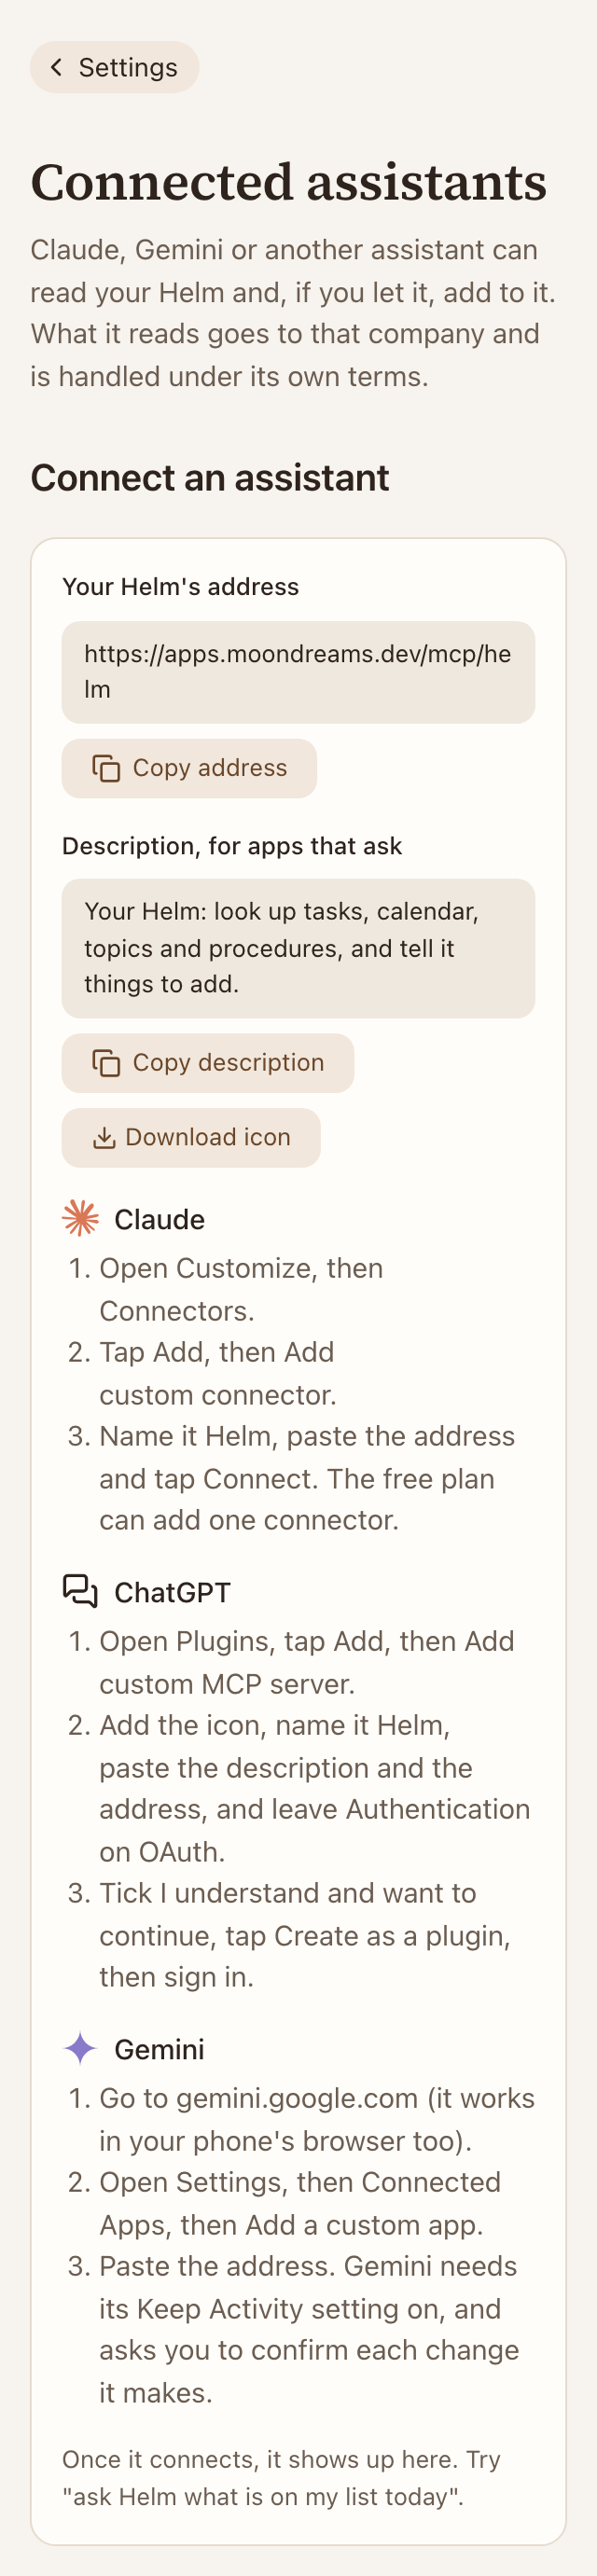 Settings
Connected assistants
Claude, Gemini or another assistant can
read your Helm and, if you let it, add to it.
What it reads goes to that company and
is handled under its own terms.
Connect an assistant
Your Helm's address
https://apps.moondreams.dev/mcp/he
lm
Copy address
Description, for apps that ask
Your Helm: look up tasks, calendar,
topics and procedures, and tell it
things to add.
Copy description
Download icon
Claude
1. Open Customize, then
Connectors.
2. Tap Add, then Add
custom connector.
3. Name it Helm, paste the address
and tap Connect. The free plan
can add one connector.
ChatGPT
1. Open Plugins, tap Add, then Add
custom MCP server.
2. Add the icon, name it Helm,
paste the description and the
address, and leave Authentication
on OAuth.
3. Tick I understand and want to
continue, tap Create as a plugin,
then sign in.
Gemini
1. Go to gemini.google.com (it works
in your phone's browser too).
2. Open Settings, then Connected
Apps, then Add a custom app.
3. Paste the address. Gemini needs
its Keep Activity setting on, and
asks you to confirm each change
it makes.
Once it connects, it shows up here. Try
"ask Helm what is on my list today".